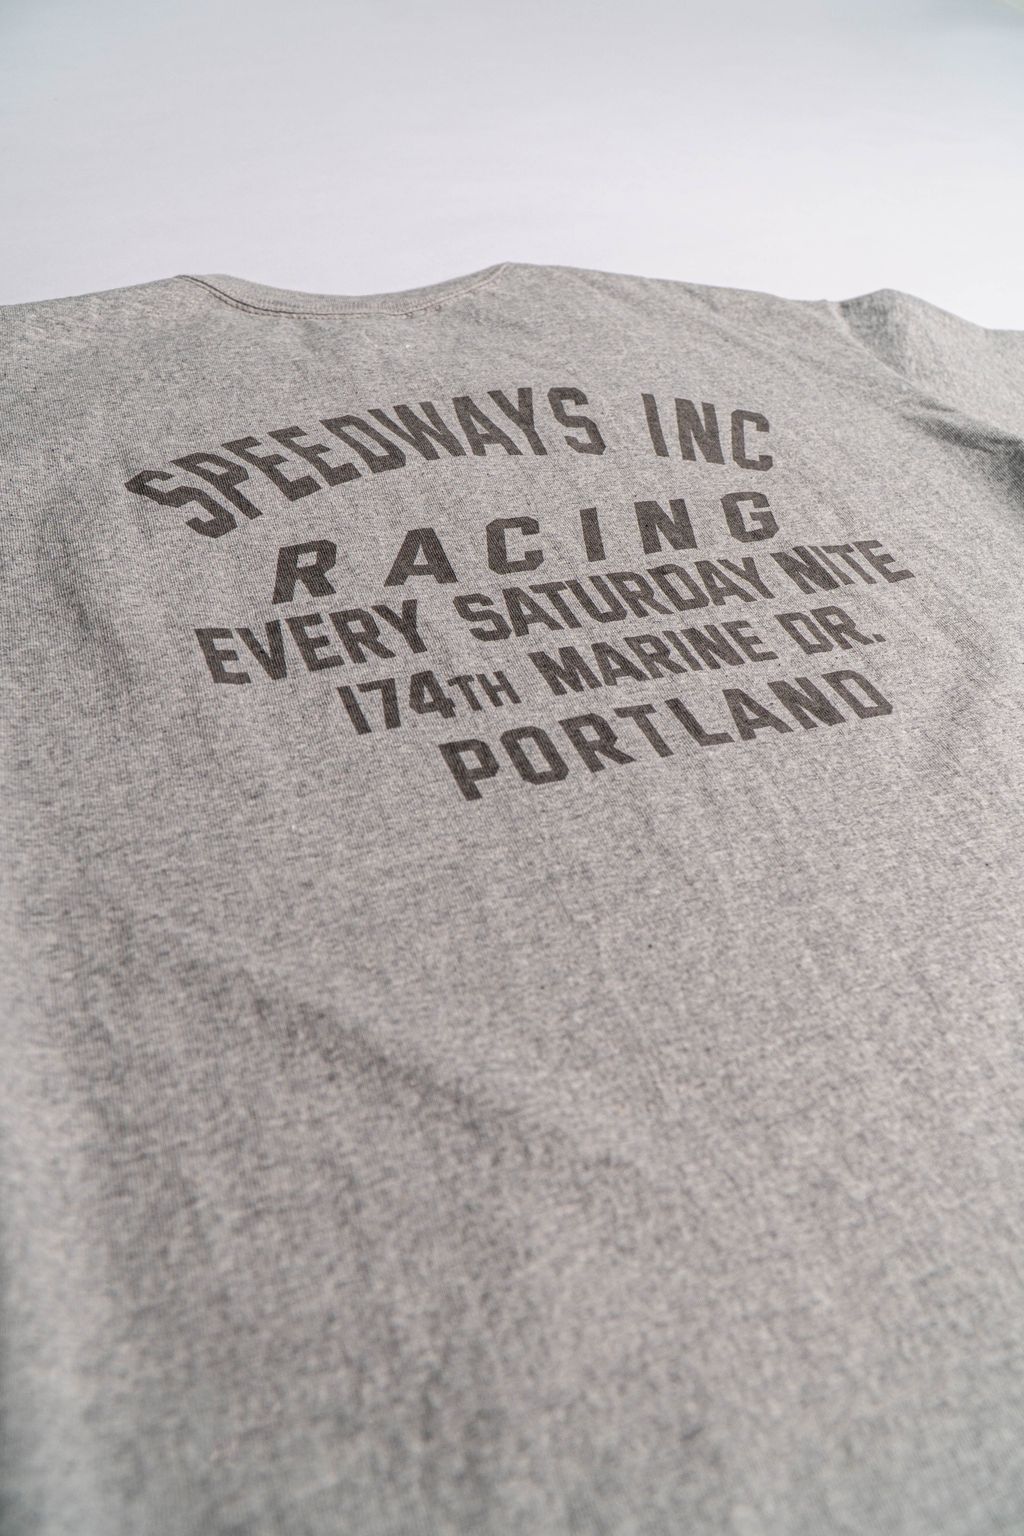 SPEEDWAYS INC
RACING
EVERY SATURDAY NITE
174TH MARINE DR.
PORTLAND